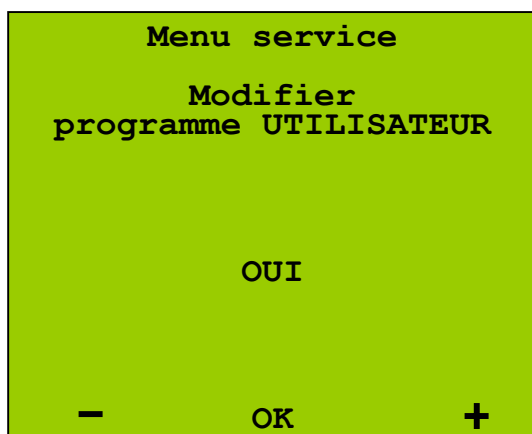 Menu service
Modifier
programme UTILISATEUR
OUI
- OK +